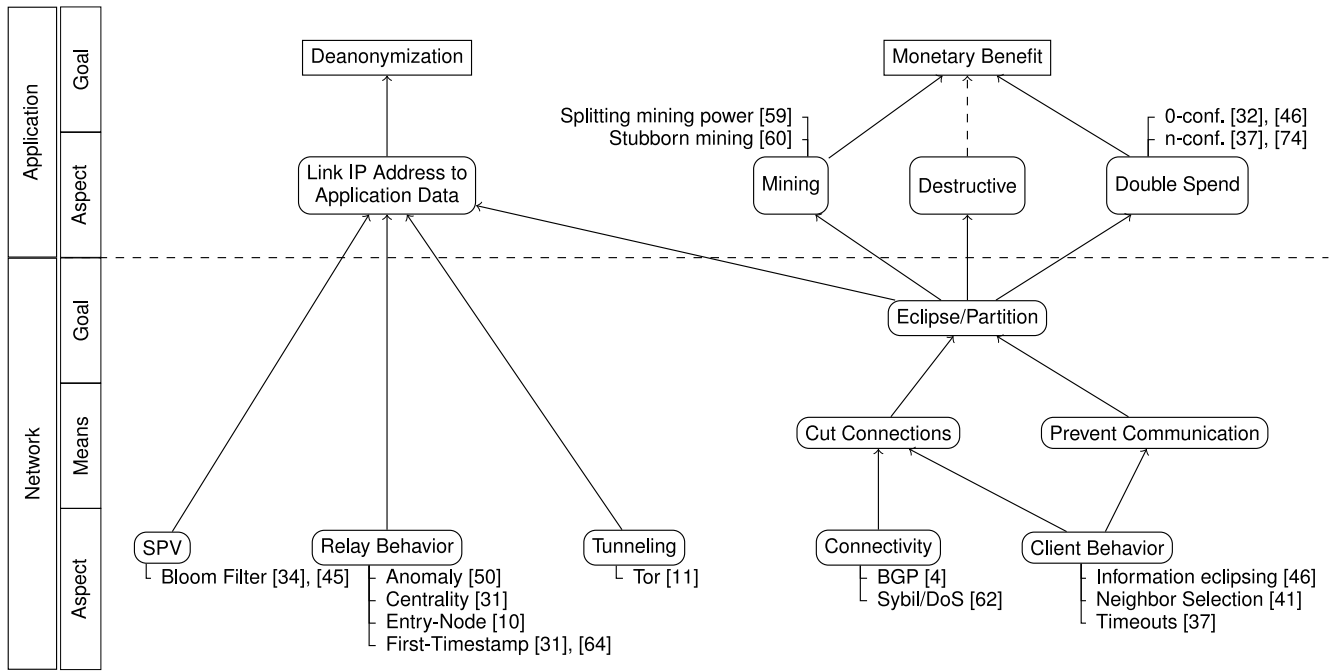 Application
Network
Goal
Aspect
Goal
Means
Aspect
Deanonymization
Monetary Benefit
Splitting mining power [59]
Stubborn mining [60]
0-conf. [32], [46]
n-conf. [37], [74]
Link IP Address to
Application Data
Mining
Destructive
Double Spend
Eclipse/Partition
Cut Connections
Prevent Communication
SPV
Bloom Filter [34], [45]
Relay Behavior
Anomaly [50]
Centrality [31]
Entry-Node [10]
First-Timestamp [31], [64]
Tunneling
Tor [11]
Connectivity
BGP [4]
Sybil/DoS [62]
Client Behavior
Information eclipsing [46]
Neighbor Selection [41]
Timeouts [37]